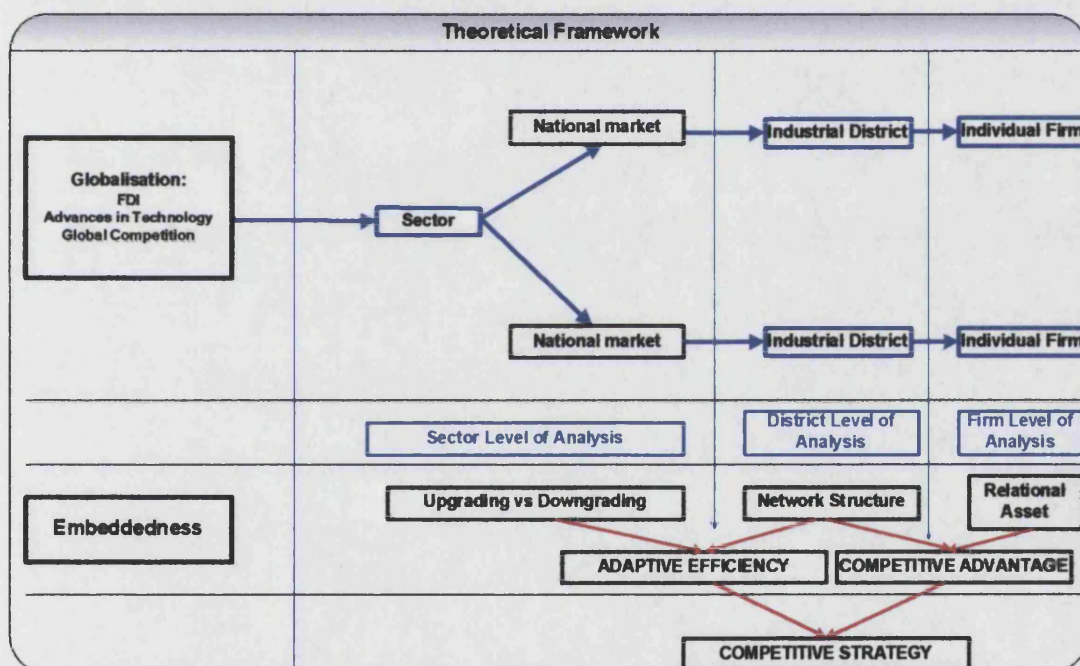 Theoretical Framework
National market
Industrial District
Individual Firm
Globalisation:
FDI
Advances in Technology
Global Competition
Sector
National market
Industrial District
Individual Firm
Sector Level of Analysis
District Level of
Analysis
Firm Level of
Analysis
Embeddedness
Upgrading vs Downgrading
Network Structure
Relational
Asset
ADAPTIVE EFFICIENCY
COMPETITIVE ADVANTAGE
COMPETITIVE STRATEGY